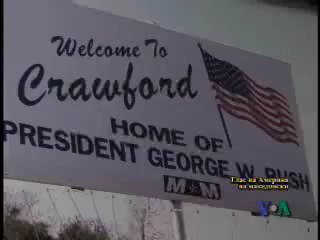 Welcome To
Crawford
HOME OF
PRESIDENT GEORGE W. BUSH
M★M
Глас на Америка
на македонски
VOA